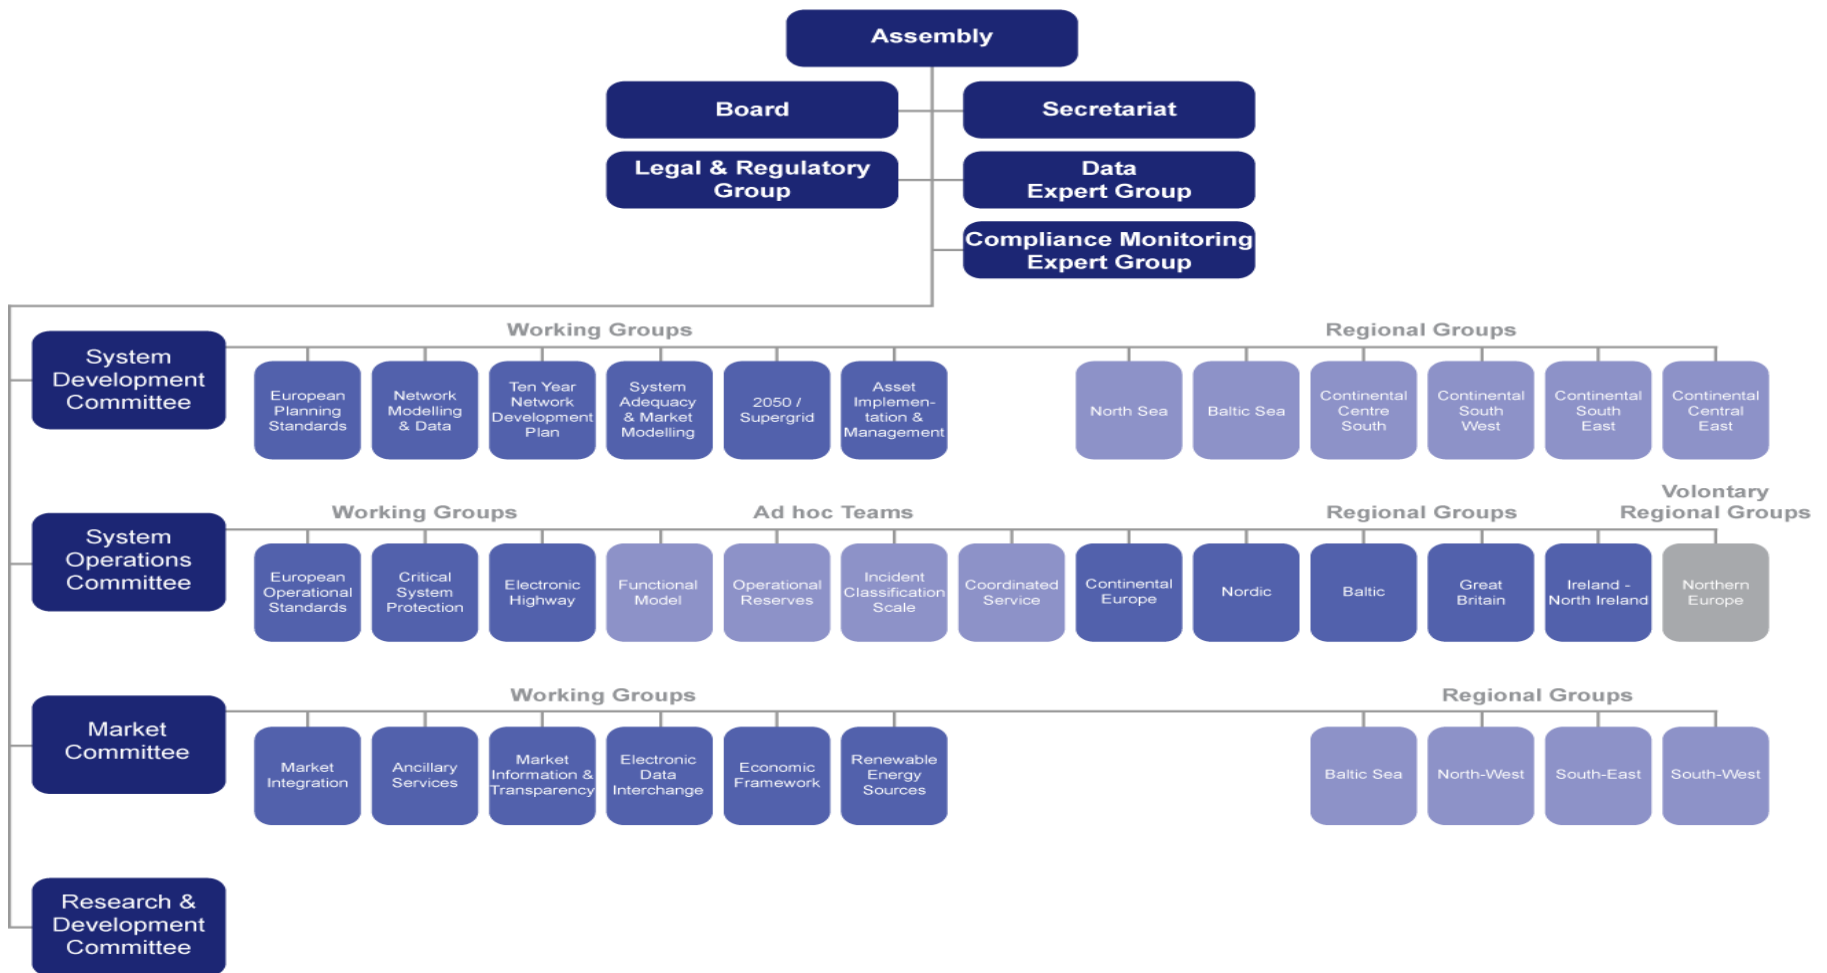 Assembly
Board
Secretariat
Legal & Regulatory
Group
Data
Expert Group
Compliance Monitoring
Expert Group
System
Development
Committee
Working Groups
European
Planning
Standards
Network
Modelling
& Data
Ten Year
Network
Development
Plan
System
Adequacy
& Market
Modelling
2050 /
Supergrid
Asset
Implemen-
tation &
Management
Regional Groups
North Sea
Baltic Sea
Continental
Centre
South
Continental
South
West
Continental
South
East
Continental
Central
East
System
Operations
Committee
Working Groups
European
Operational
Standards
Critical
System
Protection
Electronic
Highway
Ad hoc Teams
Functional
Model
Operational
Reserves
Incident
Classification
Scale
Coordinated
Service
Regional Groups
Continental
Europe
Nordic
Baltic
Great
Britain
Ireland -
North Ireland
Volontary
Regional Groups
Northern
Europe
Market
Committee
Working Groups
Market
Integration
Ancillary
Services
Market
Information &
Transparency
Electronic
Data
Interchange
Economic
Framework
Renewable
Energy
Sources
Regional Groups
Baltic Sea
North-West
South-East
South-West
Research &
Development
Committee